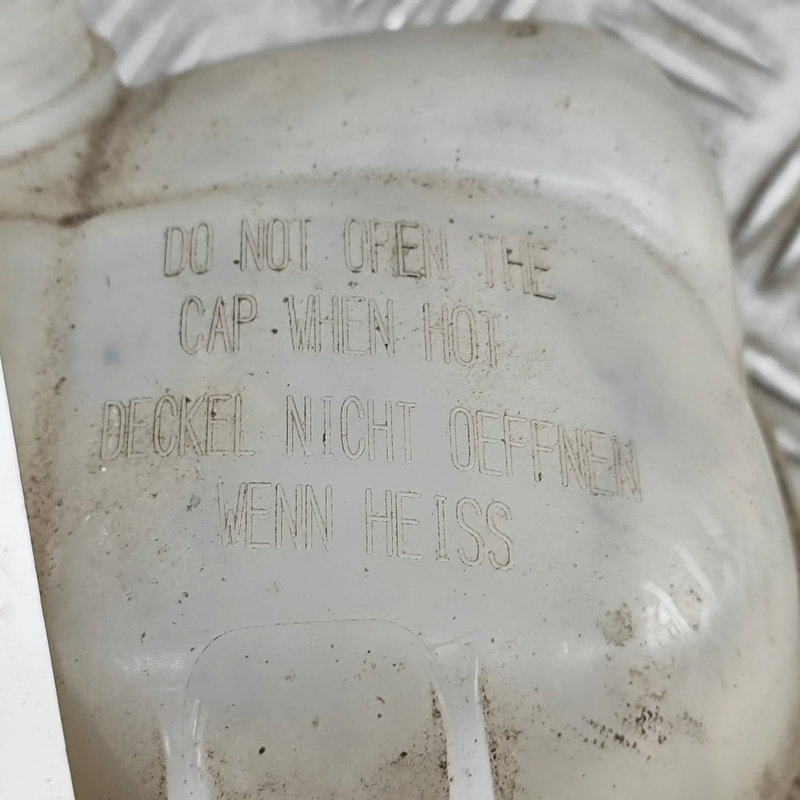 DO NOT OPEN THE
CAP WHEN HOT
DECKEL NICHT OEFFNEN
WENN HEISS